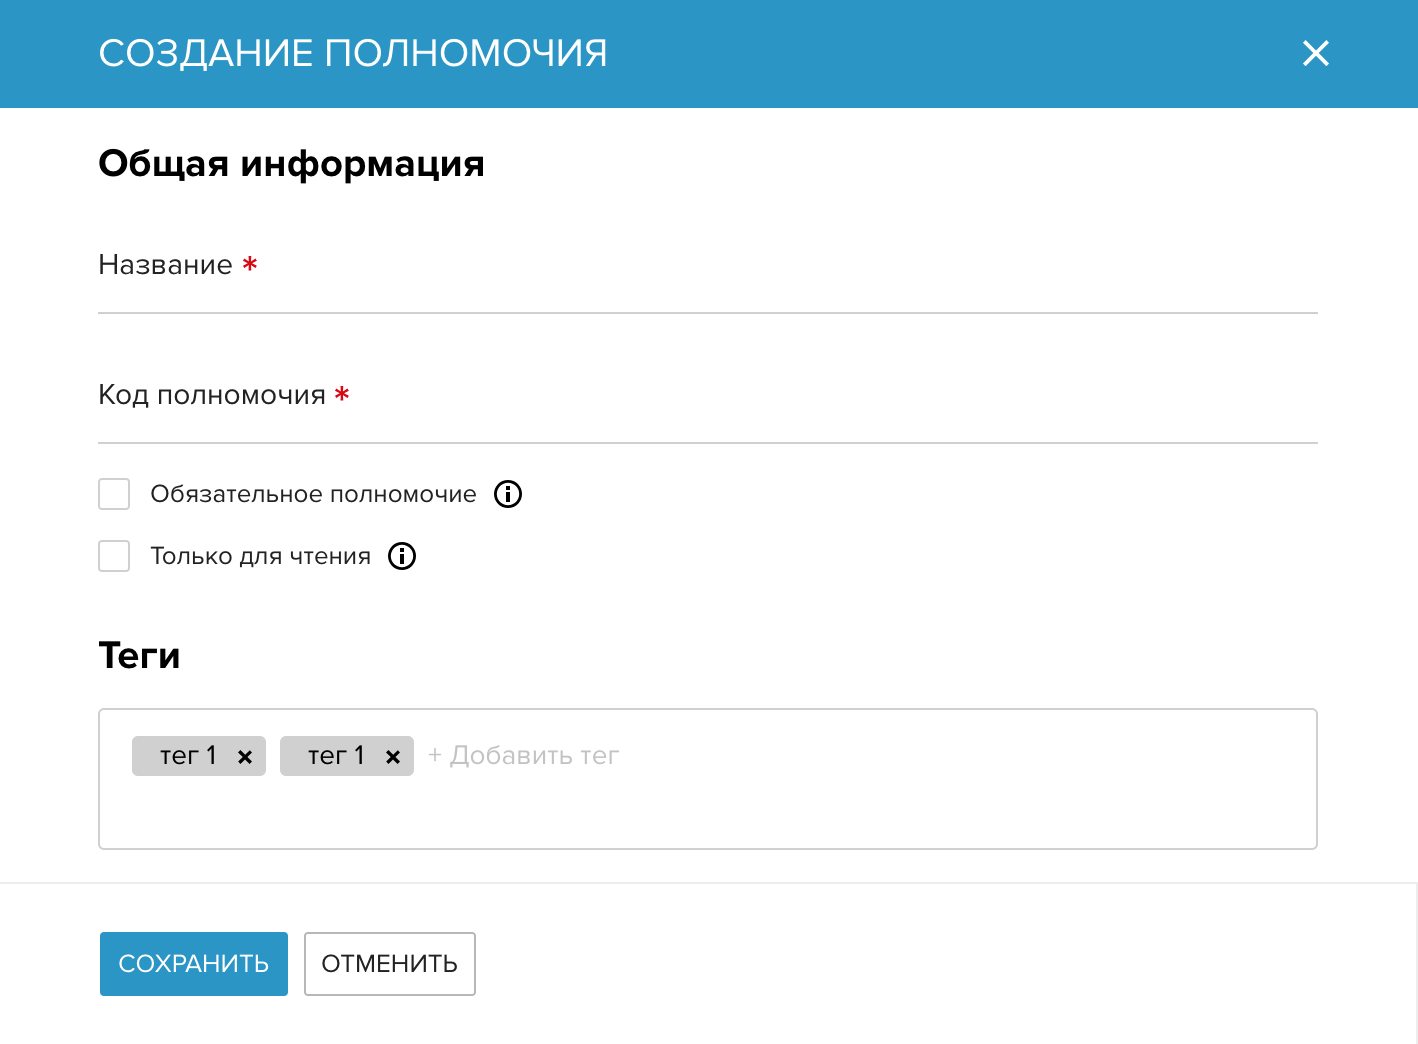 СОЗДАНИЕ ПОЛНОМОЧИЯ
Общая информация
Название *
Код полномочия *
Обязательное полномочие
Только для чтения
Теги
тег 1 × тег 1 × + Добавить тег
СОХРАНИТЬ ОТМЕНИТЬ